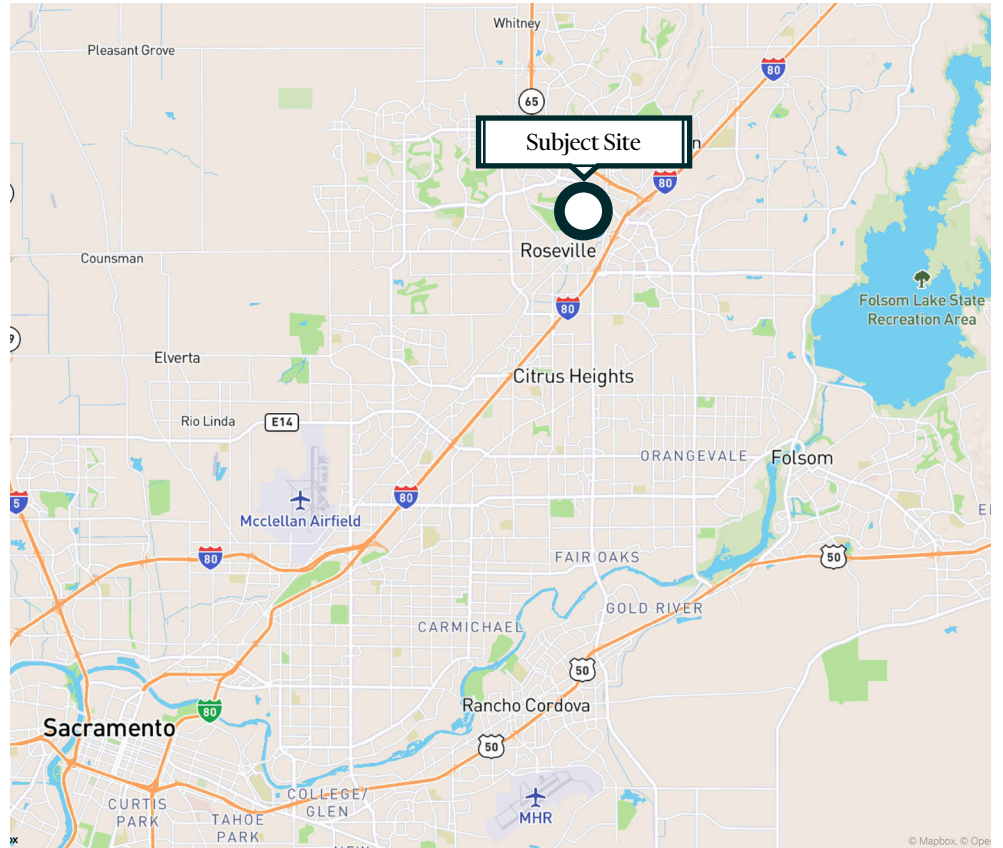 Whitney
Pleasant Grove
80
65
Subject Site
80
Roseville
Counsman
Folsom Lake State
Recreation Area
80
Elverta
Citrus Heights
Rio Linda
E14
ORANGEVALE
Folsom
5
80
Mcclellan Airfield
80
FAIR OAKS
50
GOLD RIVER
CARMICHAEL
50
Rancho Cordova
80
Sacramento
50
COLLEGE/
GLEN
CURTIS
PARK
TAHOE
PARK
MHR
© Mapbox, ©